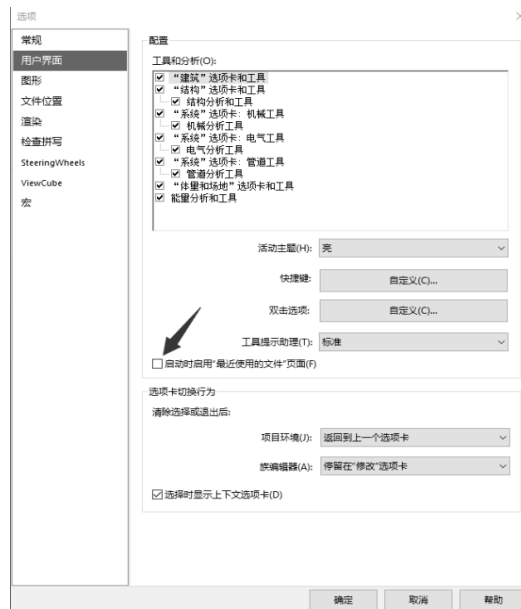 选项
常规
用户界面
图形
文件位置
渲染
检查拼写
SteeringWheels
ViewCube
宏
配置
工具和分析(O):
“建筑”选项卡和工具
“结构”选项卡和工具
结构分析和工具
“系统”选项卡：机械工具
机械分析工具
“系统”选项卡：电气工具
电气分析工具
“系统”选项卡：管道工具
管道分析工具
“体量和场地”选项卡和工具
能量分析和工具
活动主题(H): 亮
快捷键: 自定义(C)...
双击选项: 自定义(C)...
工具提示助理(T): 标准
启动时启用“最近使用的文件”页面(F)
选项卡切换行为
清除选择或退出后:
项目环境(J): 返回到上一个选项卡
族编辑器(A): 停留在“修改”选项卡
选择时显示上下文选项卡(D)
确定 取消 帮助